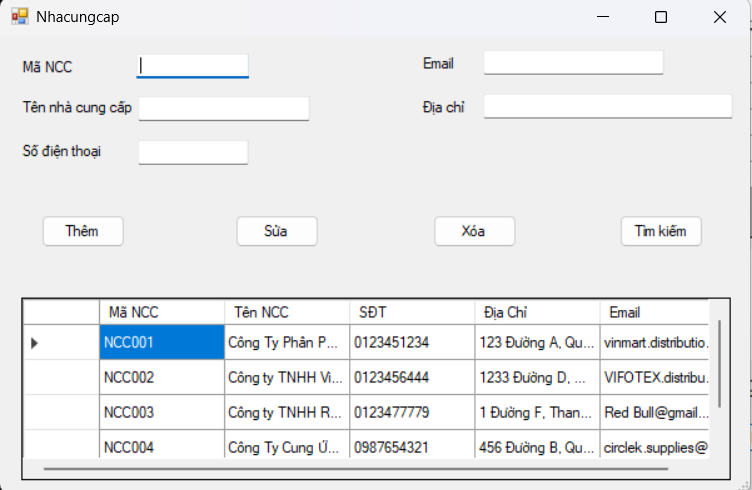 Nhacungcap
Mã NCC
Email
Tên nhà cung cấp
Địa chỉ
Số điện thoại
Thêm Sửa Xóa Tìm kiếm
Mã NCC Tên NCC SĐT Địa Chỉ Email
NCC001 Công Ty Phân P... 0123451234 123 Đường A, Qu... vinmart.distributio...
NCC002 Công ty TNHH Vi... 0123456444 1233 Đường D, ... VIFOTEX.distribu...
NCC003 Công ty TNHH R... 0123477779 1 Đường F, Than... Red Bull@gmail...
NCC004 Công Ty Cung Ứ... 0987654321 456 Đường B, Qu... circlek.supplies@